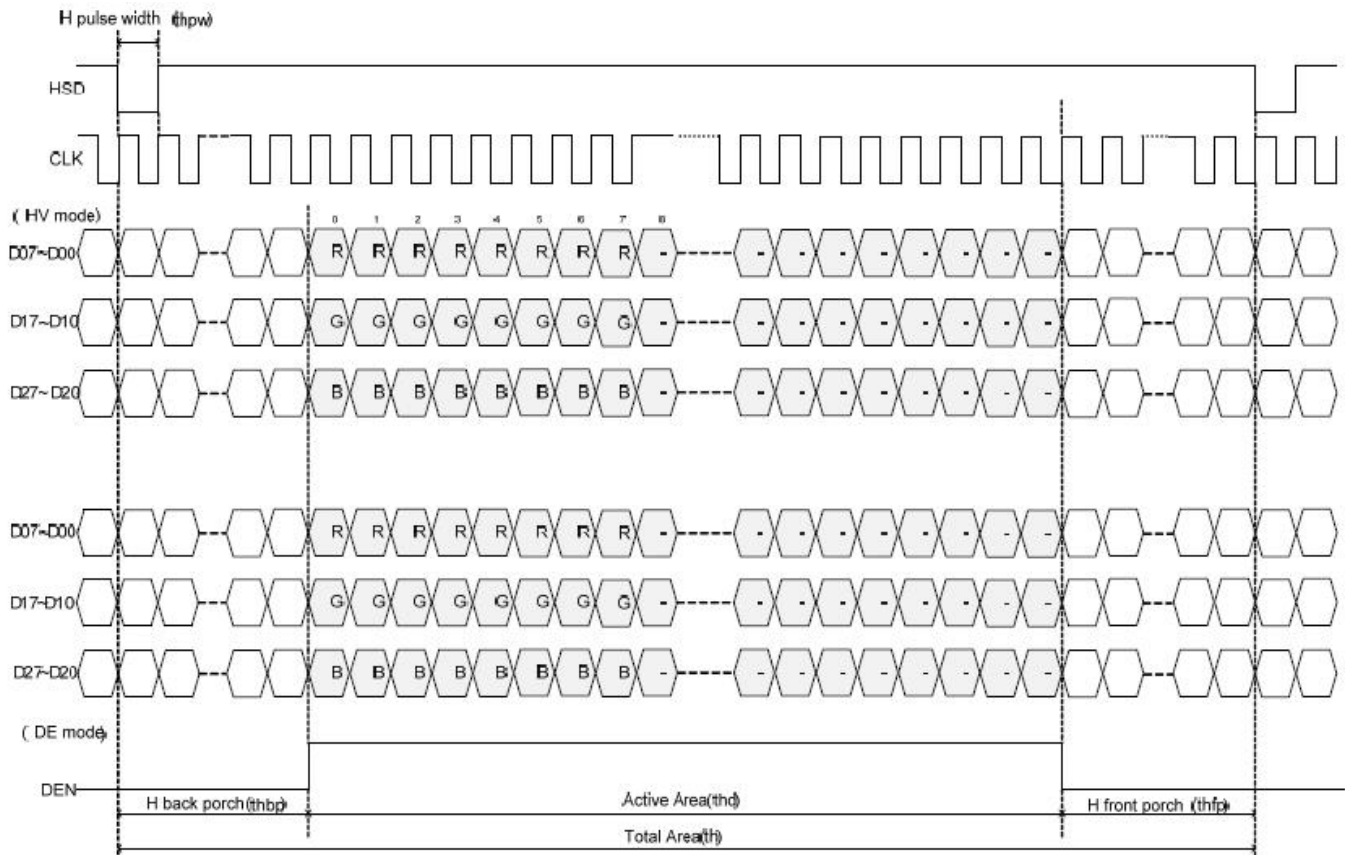 H pulse width (thpw)
HSD
CLK
( HV mode)
0 1 2 3 4 5 6 7 8
D07~D00 R R R R R R R R - - - - - - - - -
D17~D10 G G G G G G G G - - - - - - - - -
D27~D20 B B B B B B B B - - - - - - - - -
D07~D00 R R R R R R R R - - - - - - - - -
D17~D10 G G G G G G G G - - - - - - - - -
D27~D20 B B B B B B B B - - - - - - - - -
( DE mode)
DEN
H back porch(thbp) Active Area(thd) H front porch (thfp)
Total Area(th)